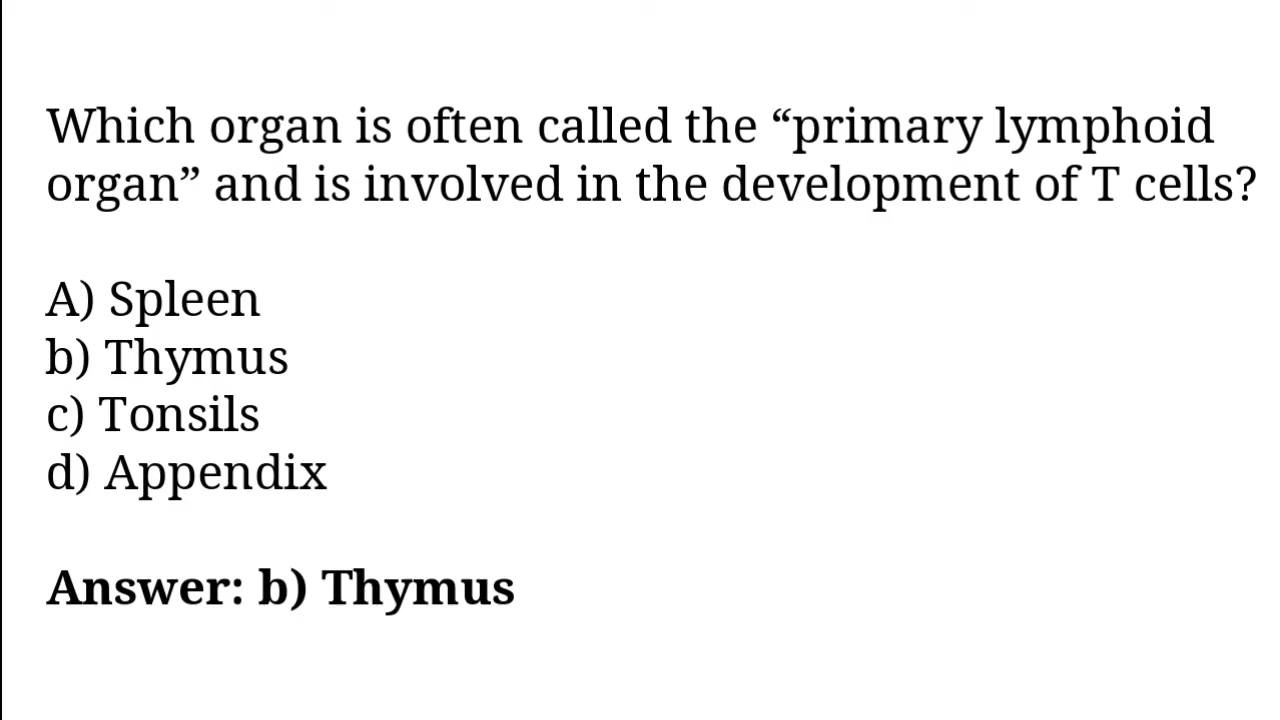 Which organ is often called the “primary lymphoid
organ” and is involved in the development of T cells?
A) Spleen
b) Thymus
c) Tonsils
d) Appendix
Answer: b) Thymus